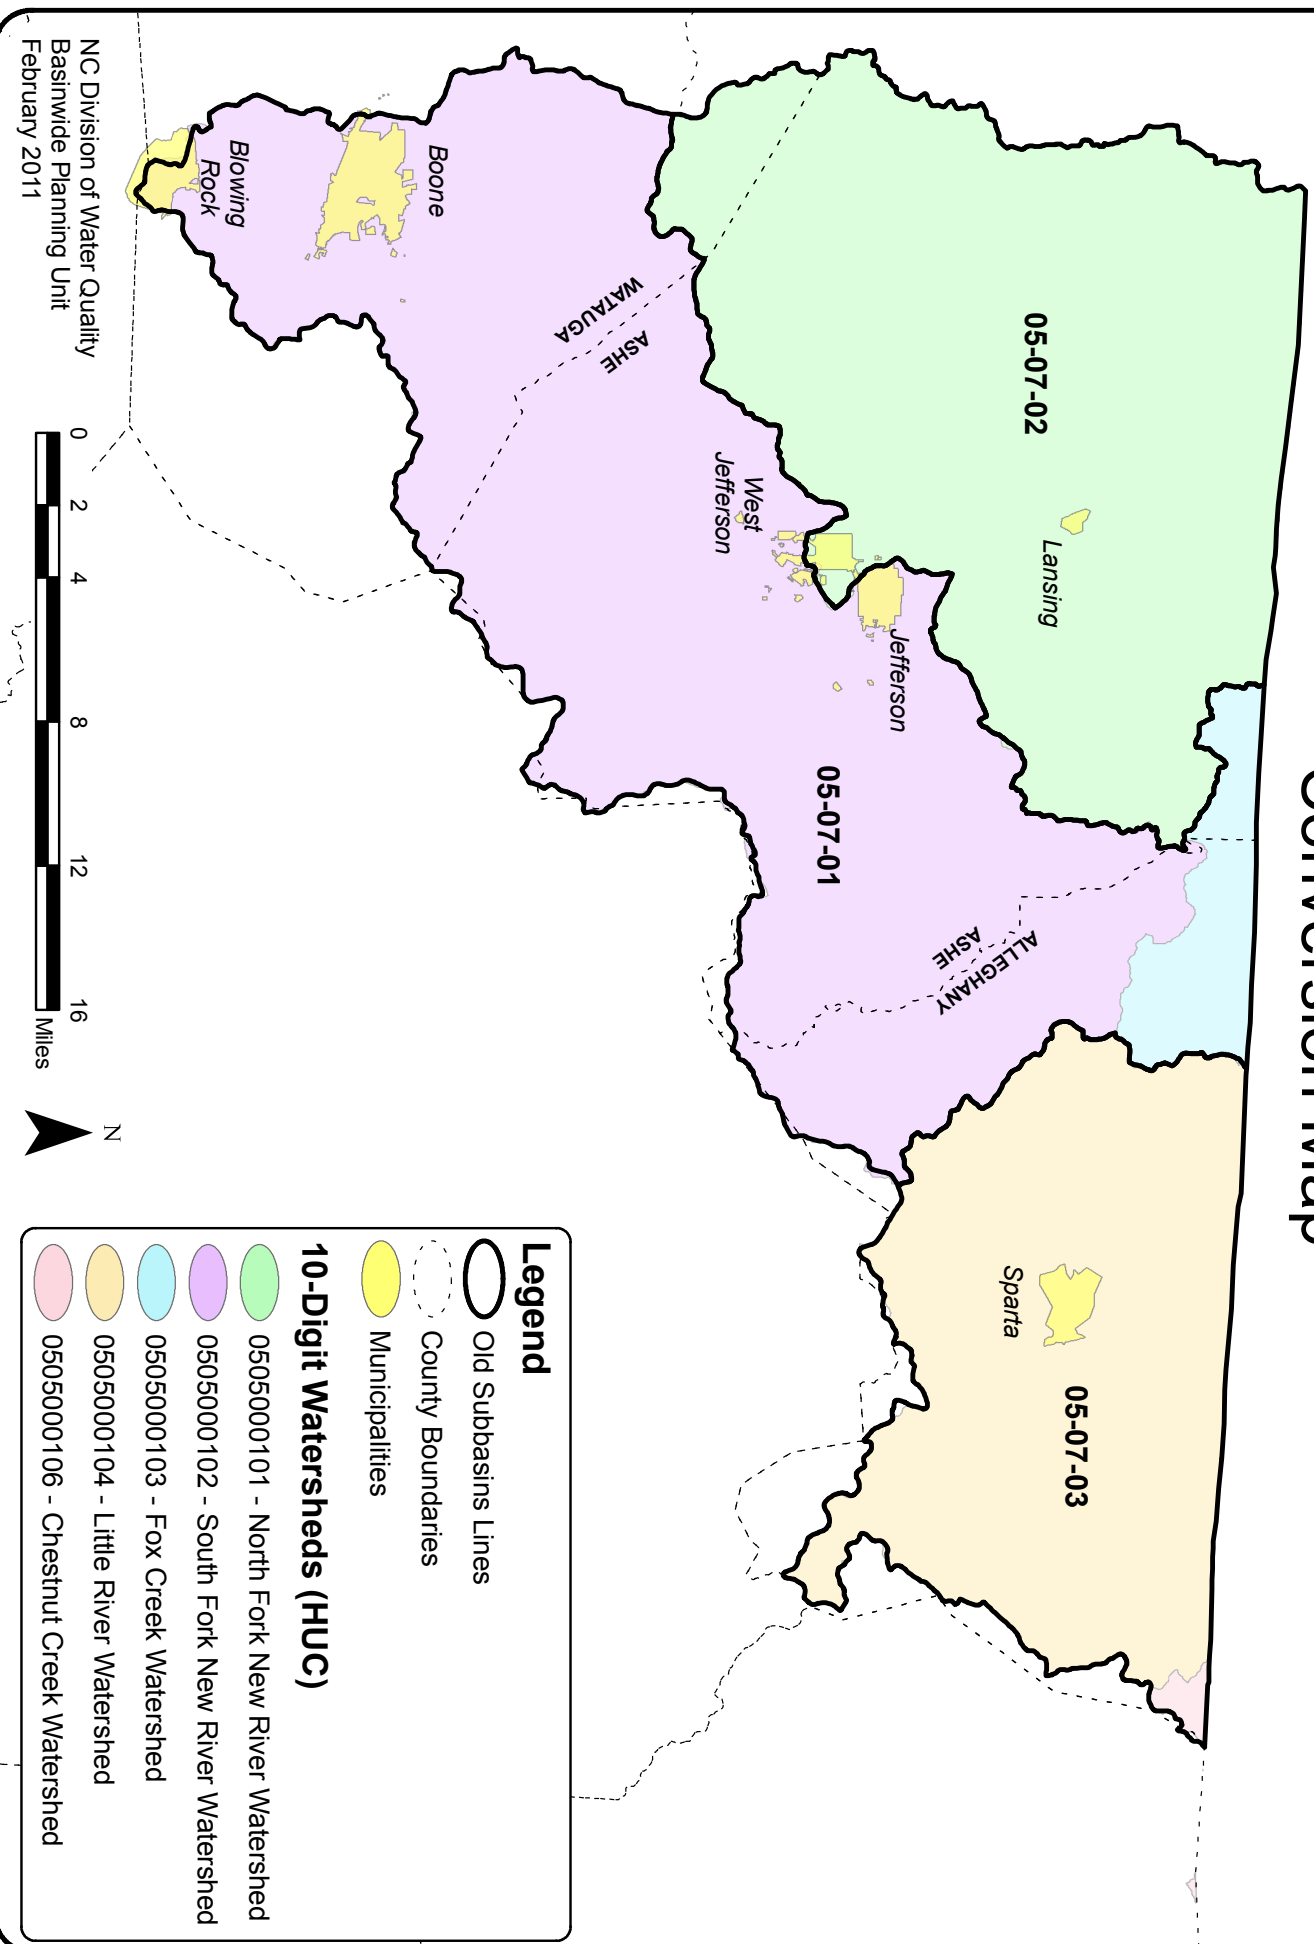 Conversion Map
05-07-02
Lansing
Jefferson
West
Jefferson
05-07-01
WATAUGA
ASHE
ALLEGHANY
ASHE
Boone
Blowing
Rock
Sparta
05-07-03
NC Division of Water Quality
Basinwide Planning Unit
February 2011
0 2 4 8 12 16
Miles
N
Legend
Old Subbasins Lines
County Boundaries
Municipalities
10-Digit Watersheds (HUC)
0505000101 - North Fork New River Watershed
0505000102 - South Fork New River Watershed
0505000103 - Fox Creek Watershed
0505000104 - Little River Watershed
0505000106 - Chestnut Creek Watershed